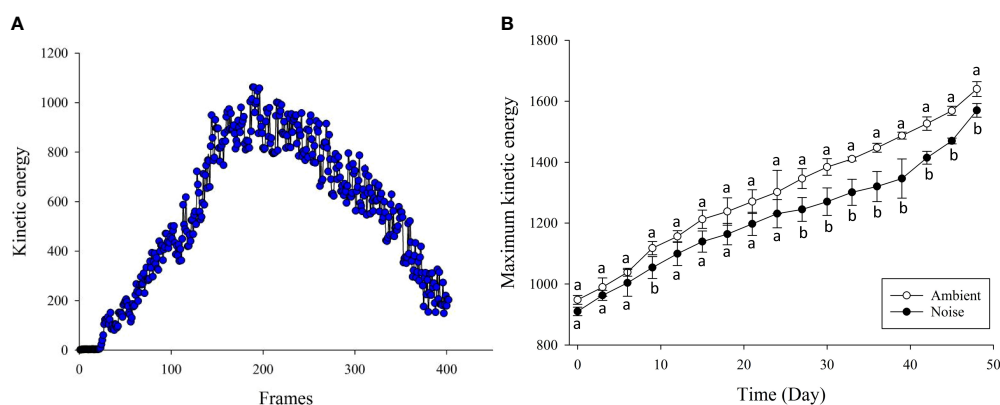 A
Kinetic energy
1200
1000
800
600
400
200
0
0 100 200 300 400
Frames
B
Maximum kinetic energy
1800
1600
1400
1200
1000
800
a a a a a a a a a a a a a a a a a
a a a b a a a a a b b b b b b b b
Ambient
Noise
0 10 20 30 40 50
Time (Day)